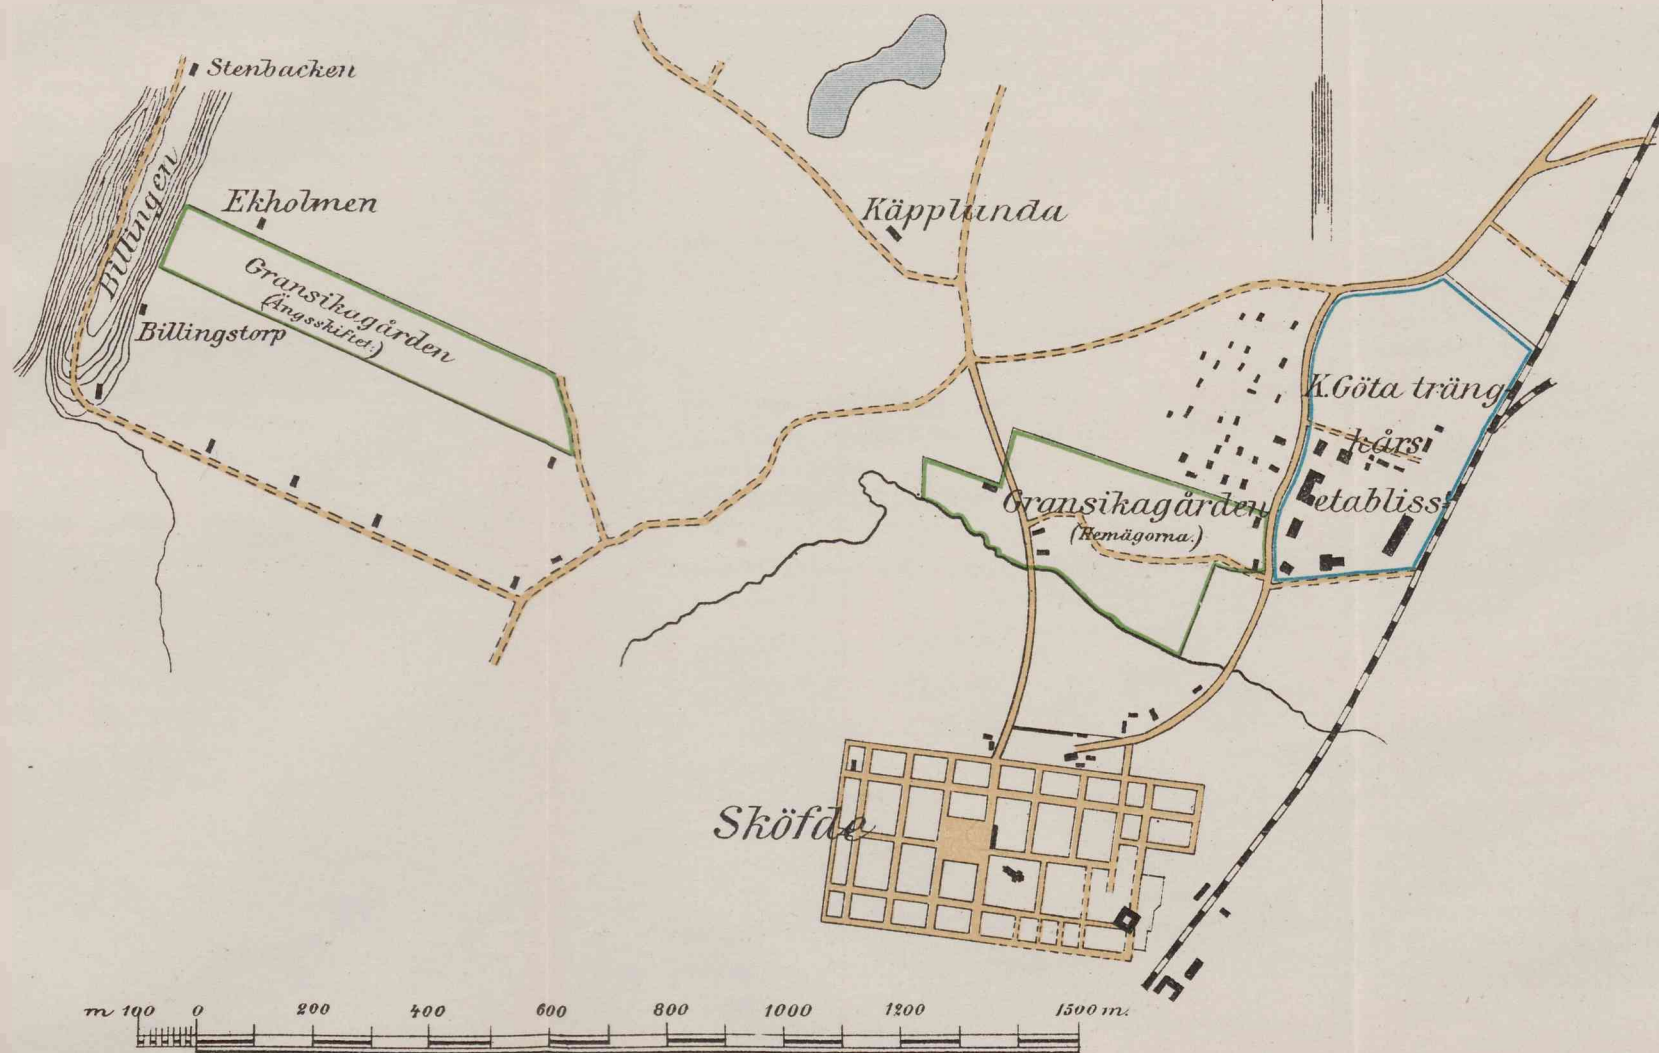 Stenbacken
Billingen
Ekholmen
Käpplunda
Gransikagården
(Ängsskiftet.)
Billingstorp
K. Göta träng-
kårs
etabliss:
Gransikagården
(Hemägorna.)
Sköfde
m 100 0 200 400 600 800 1000 1200 1500 m.